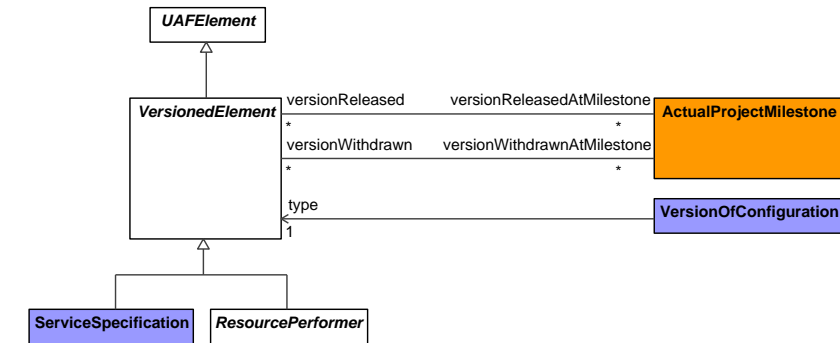 UAFElement
VersionedElement
versionReleased versionReleasedAtMilestone
* *
ActualProjectMilestone
versionWithdrawn versionWithdrawnAtMilestone
* *
type
1
VersionOfConfiguration
ServiceSpecification
ResourcePerformer